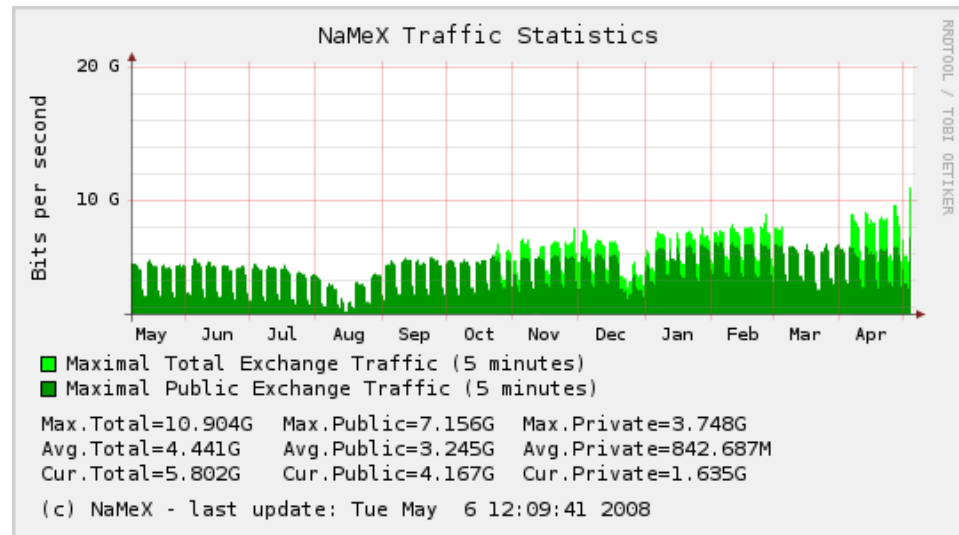 NaMeX Traffic Statistics
RRDTOOL / TOBI OETIKER
Bits per second
20 G
10 G
May Jun Jul Aug Sep Oct Nov Dec Jan Feb Mar Apr
Maximal Total Exchange Traffic (5 minutes)
Maximal Public Exchange Traffic (5 minutes)
Max.Total=10.904G Max.Public=7.156G Max.Private=3.748G
Avg.Total=4.441G Avg.Public=3.245G Avg.Private=842.687M
Cur.Total=5.802G Cur.Public=4.167G Cur.Private=1.635G
(c) NaMeX - last update: Tue May 6 12:09:41 2008